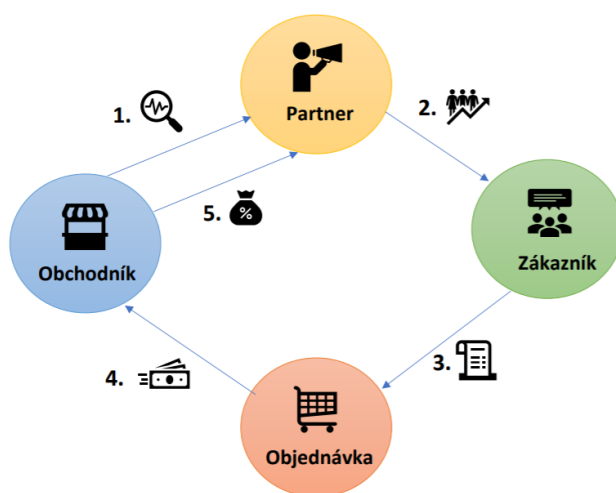 Partner
1.
2.
5.
%
Obchodník
Zákazník
3.
4.
Objednávka